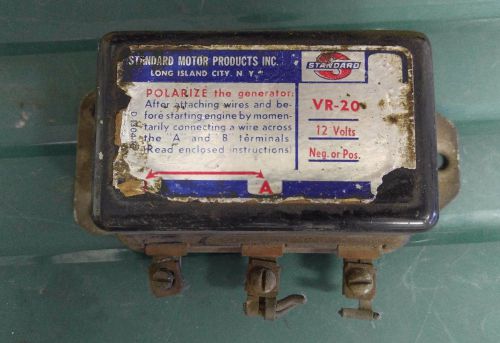 STANDARD MOTOR PRODUCTS INC.
LONG ISLAND CITY, N. Y.
POLARIZE the generator:
After attaching wires and be-
fore starting engine by momen-
tarily connecting a wire across
the A and B terminals.
(Read enclosed instructions)
A
STANDARD
VR-20
12 Volts
Neg. or Pos.